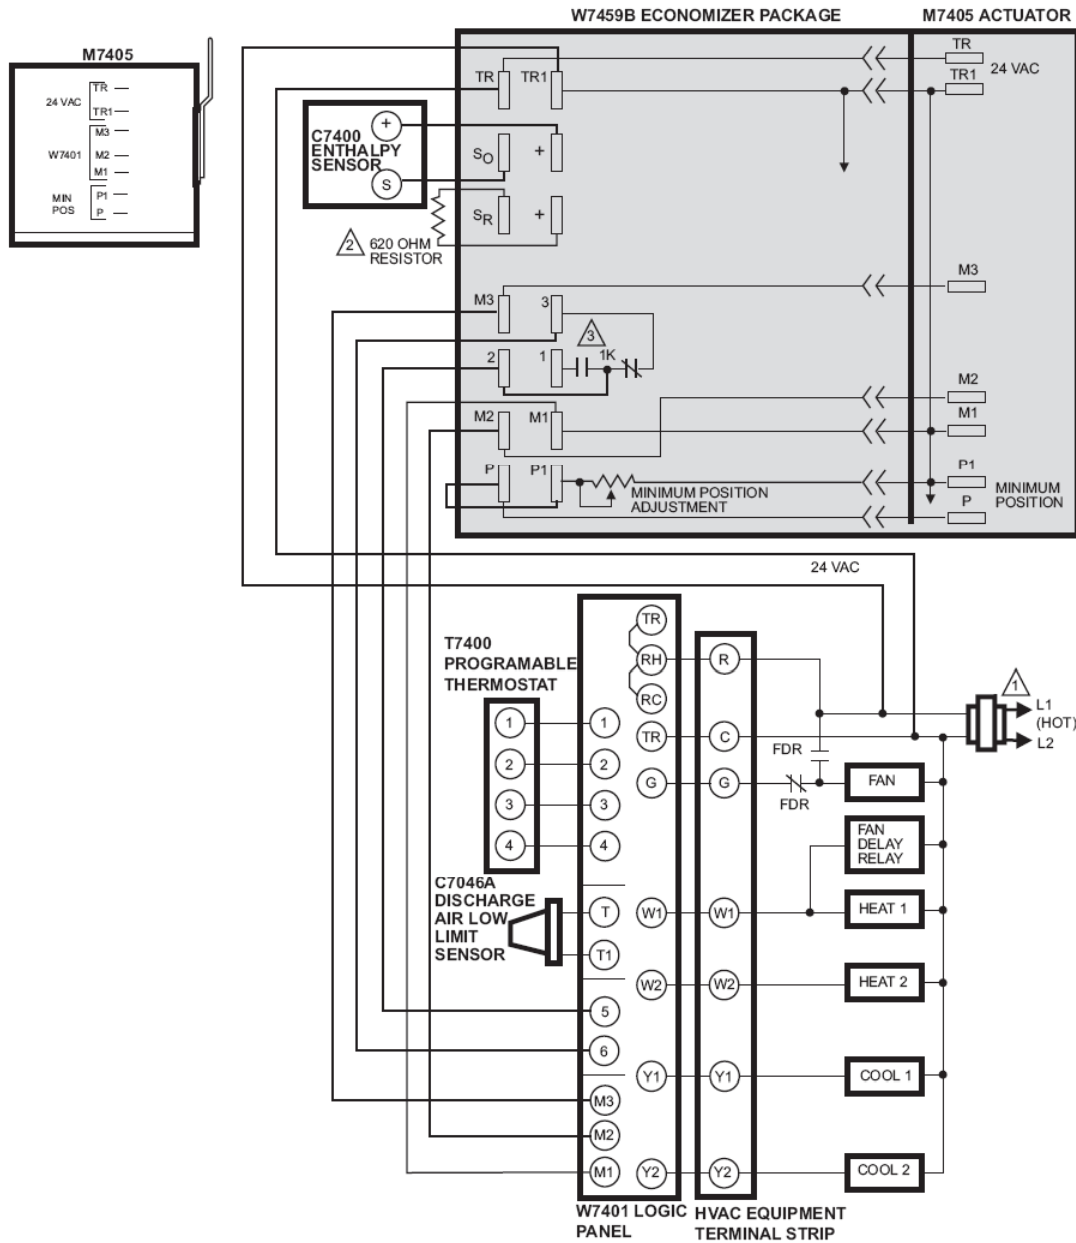 W7459B ECONOMIZER PACKAGE
M7405 ACTUATOR
M7405
TR
24 VAC
TR1
M3
W7401
M2
M1
MIN
POS
P1
P
TR
TR1
TR
24 VAC
TR1
C7400
ENTHALPY
SENSOR
+
S
SO
+
SR
+
2
620 OHM
RESISTOR
M3
3
M3
3
2
1
1K
M2
M2
M1
M1
P
P1
P1
MINIMUM POSITION
ADJUSTMENT
MINIMUM
POSITION
P
24 VAC
T7400
PROGRAMABLE
THERMOSTAT
1
2
3
4
1
2
3
4
TR
RH
RC
TR
G
R
C
G
1
L1
(HOT)
L2
FDR
FDR
FAN
FAN
DELAY
RELAY
C7046A
DISCHARGE
AIR LOW
LIMIT
SENSOR
T
T1
W1
W1
HEAT 1
W2
W2
HEAT 2
5
6
Y1
Y1
COOL 1
M3
M2
M1
Y2
Y2
COOL 2
W7401 LOGIC
PANEL
HVAC EQUIPMENT
TERMINAL STRIP